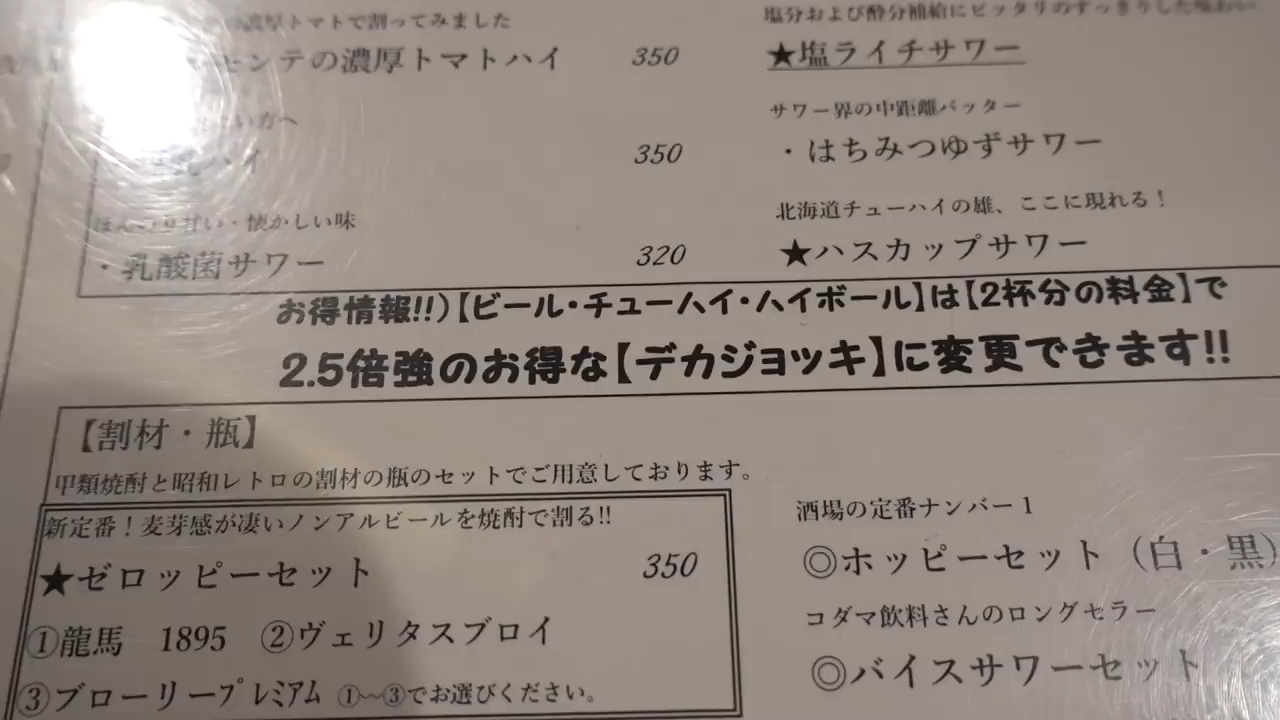 濃厚トマトで割ってみました
モンテの濃厚トマトハイ 350
い方へ
ハイ 350
ほんのり甘い・懐かしい味
・乳酸菌サワー 320
塩分および酔分補給にピッタリのすっきりした味わい
★塩ライチサワー
サワー界の中距離バッター
・はちみつゆずサワー
北海道チューハイの雄、ここに現れる！
★ハスカップサワー
お得情報!!）【ビール・チューハイ・ハイボール】は【2杯分の料金】で
2.5倍強のお得な【デカジョッキ】に変更できます!!
【割材・瓶】
甲類焼酎と昭和レトロの割材の瓶のセットでご用意しております。
新定番！麦芽感が凄いノンアルビールを焼酎で割る!!
★ゼロッピーセット 350
①龍馬 1895 ②ヴェリタスブロイ
③ブローリープレミアム ①～③でお選びください。
酒場の定番ナンバー１
◎ホッピーセット（白・黒）
コダマ飲料さんのロングセラー
◎バイスサワーセット